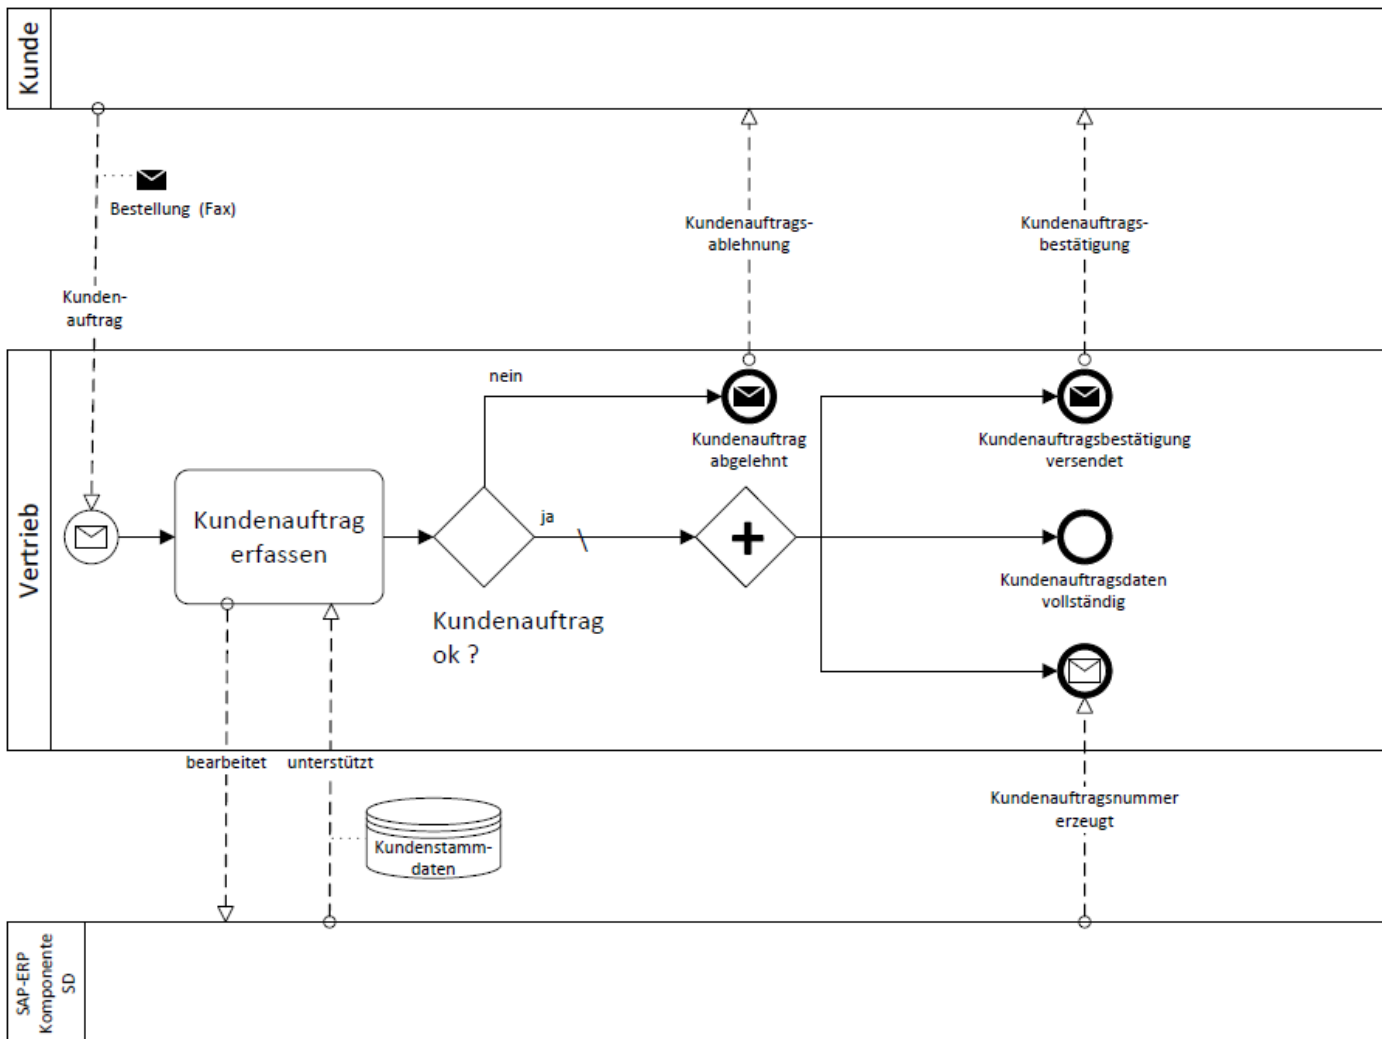 Kunde
Bestellung (Fax)
Kunden-
auftrag
Kundenauftrags-
ablehnung
Kundenauftrags-
bestätigung
Vertrieb
nein
Kundenauftrag
abgelehnt
Kundenauftragsbestätigung
versendet
Kundenauftrag
erfassen
ja
Kundenauftrag
ok ?
Kundenauftragsdaten
vollständig
bearbeitet
unterstützt
Kundenstamm-
daten
Kundenauftragsnummer
erzeugt
SAP-ERP
Komponente
SD